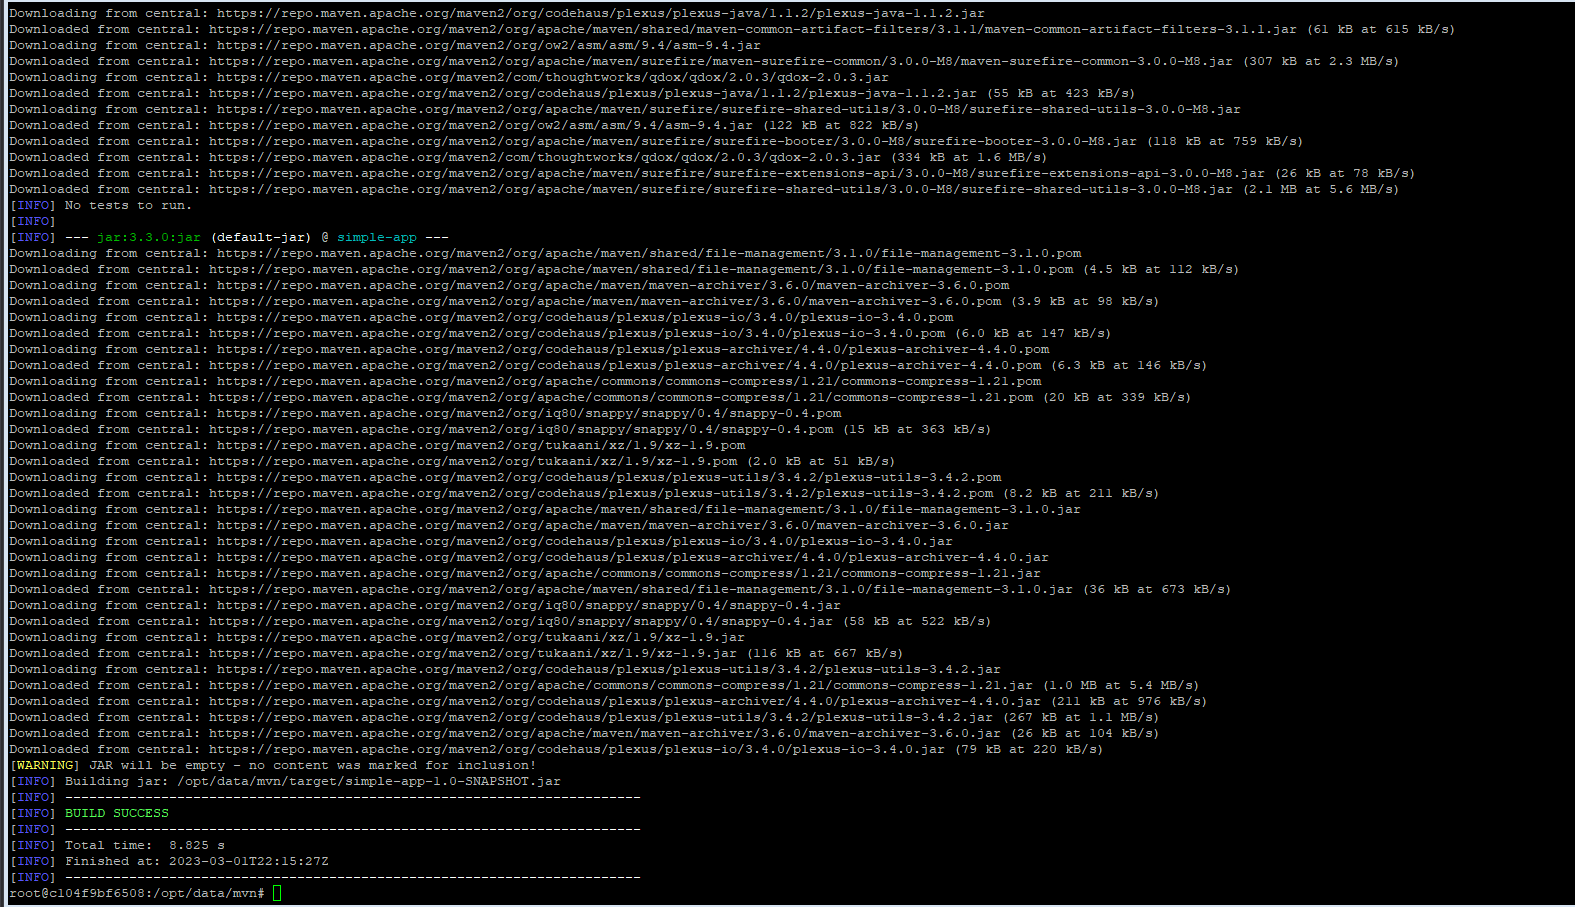 Downloading from central: https://repo.maven.apache.org/maven2/org/codehaus/plexus/plexus-java/1.1.2/plexus-java-1.1.2.jar
Downloaded from central: https://repo.maven.apache.org/maven2/org/apache/maven/shared/maven-common-artifact-filters/3.1.1/maven-common-artifact-filters-3.1.1.jar (61 kB at 615 kB/s)
Downloading from central: https://repo.maven.apache.org/maven2/org/ow2/asm/asm/9.4/asm-9.4.jar
Downloaded from central: https://repo.maven.apache.org/maven2/org/apache/maven/surefire/maven-surefire-common/3.0.0-M8/maven-surefire-common-3.0.0-M8.jar (307 kB at 2.3 MB/s)
Downloading from central: https://repo.maven.apache.org/maven2/com/thoughtworks/qdox/qdox/2.0.3/qdox-2.0.3.jar
Downloaded from central: https://repo.maven.apache.org/maven2/org/codehaus/plexus/plexus-java/1.1.2/plexus-java-1.1.2.jar (55 kB at 423 kB/s)
Downloading from central: https://repo.maven.apache.org/maven2/org/apache/maven/surefire/surefire-shared-utils/3.0.0-M8/surefire-shared-utils-3.0.0-M8.jar
Downloaded from central: https://repo.maven.apache.org/maven2/org/ow2/asm/asm/9.4/asm-9.4.jar (122 kB at 822 kB/s)
Downloaded from central: https://repo.maven.apache.org/maven2/org/apache/maven/surefire/surefire-booter/3.0.0-M8/surefire-booter-3.0.0-M8.jar (118 kB at 759 kB/s)
Downloaded from central: https://repo.maven.apache.org/maven2/com/thoughtworks/qdox/qdox/2.0.3/qdox-2.0.3.jar (334 kB at 1.6 MB/s)
Downloaded from central: https://repo.maven.apache.org/maven2/org/apache/maven/surefire/surefire-extensions-api/3.0.0-M8/surefire-extensions-api-3.0.0-M8.jar (26 kB at 78 kB/s)
Downloaded from central: https://repo.maven.apache.org/maven2/org/apache/maven/surefire/surefire-shared-utils/3.0.0-M8/surefire-shared-utils-3.0.0-M8.jar (2.1 MB at 5.6 MB/s)
[INFO] No tests to run.
[INFO]
[INFO] --- jar:3.3.0:jar (default-jar) @ simple-app ---
Downloading from central: https://repo.maven.apache.org/maven2/org/apache/maven/shared/file-management/3.1.0/file-management-3.1.0.pom
Downloaded from central: https://repo.maven.apache.org/maven2/org/apache/maven/shared/file-management/3.1.0/file-management-3.1.0.pom (4.5 kB at 112 kB/s)
Downloading from central: https://repo.maven.apache.org/maven2/org/apache/maven/maven-archiver/3.6.0/maven-archiver-3.6.0.pom
Downloaded from central: https://repo.maven.apache.org/maven2/org/apache/maven/maven-archiver/3.6.0/maven-archiver-3.6.0.pom (3.9 kB at 98 kB/s)
Downloading from central: https://repo.maven.apache.org/maven2/org/codehaus/plexus/plexus-io/3.4.0/plexus-io-3.4.0.pom
Downloaded from central: https://repo.maven.apache.org/maven2/org/codehaus/plexus/plexus-io/3.4.0/plexus-io-3.4.0.pom (6.0 kB at 147 kB/s)
Downloading from central: https://repo.maven.apache.org/maven2/org/codehaus/plexus/plexus-archiver/4.4.0/plexus-archiver-4.4.0.pom
Downloaded from central: https://repo.maven.apache.org/maven2/org/codehaus/plexus/plexus-archiver/4.4.0/plexus-archiver-4.4.0.pom (6.3 kB at 146 kB/s)
Downloading from central: https://repo.maven.apache.org/maven2/org/apache/commons/commons-compress/1.21/commons-compress-1.21.pom
Downloaded from central: https://repo.maven.apache.org/maven2/org/apache/commons/commons-compress/1.21/commons-compress-1.21.pom (20 kB at 339 kB/s)
Downloading from central: https://repo.maven.apache.org/maven2/org/iq80/snappy/snappy/0.4/snappy-0.4.pom
Downloaded from central: https://repo.maven.apache.org/maven2/org/iq80/snappy/snappy/0.4/snappy-0.4.pom (15 kB at 363 kB/s)
Downloading from central: https://repo.maven.apache.org/maven2/org/tukaani/xz/1.9/xz-1.9.pom
Downloaded from central: https://repo.maven.apache.org/maven2/org/tukaani/xz/1.9/xz-1.9.pom (2.0 kB at 51 kB/s)
Downloading from central: https://repo.maven.apache.org/maven2/org/codehaus/plexus/plexus-utils/3.4.2/plexus-utils-3.4.2.pom
Downloaded from central: https://repo.maven.apache.org/maven2/org/codehaus/plexus/plexus-utils/3.4.2/plexus-utils-3.4.2.pom (8.2 kB at 211 kB/s)
Downloading from central: https://repo.maven.apache.org/maven2/org/apache/maven/shared/file-management/3.1.0/file-management-3.1.0.jar
Downloading from central: https://repo.maven.apache.org/maven2/org/apache/maven/maven-archiver/3.6.0/maven-archiver-3.6.0.jar
Downloading from central: https://repo.maven.apache.org/maven2/org/codehaus/plexus/plexus-io/3.4.0/plexus-io-3.4.0.jar
Downloading from central: https://repo.maven.apache.org/maven2/org/codehaus/plexus/plexus-archiver/4.4.0/plexus-archiver-4.4.0.jar
Downloading from central: https://repo.maven.apache.org/maven2/org/apache/commons/commons-compress/1.21/commons-compress-1.21.jar
Downloaded from central: https://repo.maven.apache.org/maven2/org/apache/maven/shared/file-management/3.1.0/file-management-3.1.0.jar (36 kB at 673 kB/s)
Downloading from central: https://repo.maven.apache.org/maven2/org/iq80/snappy/snappy/0.4/snappy-0.4.jar
Downloaded from central: https://repo.maven.apache.org/maven2/org/iq80/snappy/snappy/0.4/snappy-0.4.jar (58 kB at 522 kB/s)
Downloading from central: https://repo.maven.apache.org/maven2/org/tukaani/xz/1.9/xz-1.9.jar
Downloaded from central: https://repo.maven.apache.org/maven2/org/tukaani/xz/1.9/xz-1.9.jar (116 kB at 667 kB/s)
Downloading from central: https://repo.maven.apache.org/maven2/org/codehaus/plexus/plexus-utils/3.4.2/plexus-utils-3.4.2.jar
Downloaded from central: https://repo.maven.apache.org/maven2/org/apache/commons/commons-compress/1.21/commons-compress-1.21.jar (1.0 MB at 5.4 MB/s)
Downloaded from central: https://repo.maven.apache.org/maven2/org/codehaus/plexus/plexus-archiver/4.4.0/plexus-archiver-4.4.0.jar (211 kB at 976 kB/s)
Downloaded from central: https://repo.maven.apache.org/maven2/org/codehaus/plexus/plexus-utils/3.4.2/plexus-utils-3.4.2.jar (267 kB at 1.1 MB/s)
Downloaded from central: https://repo.maven.apache.org/maven2/org/apache/maven/maven-archiver/3.6.0/maven-archiver-3.6.0.jar (26 kB at 104 kB/s)
Downloaded from central: https://repo.maven.apache.org/maven2/org/codehaus/plexus/plexus-io/3.4.0/plexus-io-3.4.0.jar (79 kB at 220 kB/s)
[WARNING] JAR will be empty - no content was marked for inclusion!
[INFO] Building jar: /opt/data/mvn/target/simple-app-1.0-SNAPSHOT.jar
[INFO] ------------------------------------------------------------------------
[INFO] BUILD SUCCESS
[INFO] ------------------------------------------------------------------------
[INFO] Total time:  8.825 s
[INFO] Finished at: 2023-03-01T22:15:27Z
[INFO] ------------------------------------------------------------------------
root@c104f9bf6508:/opt/data/mvn#